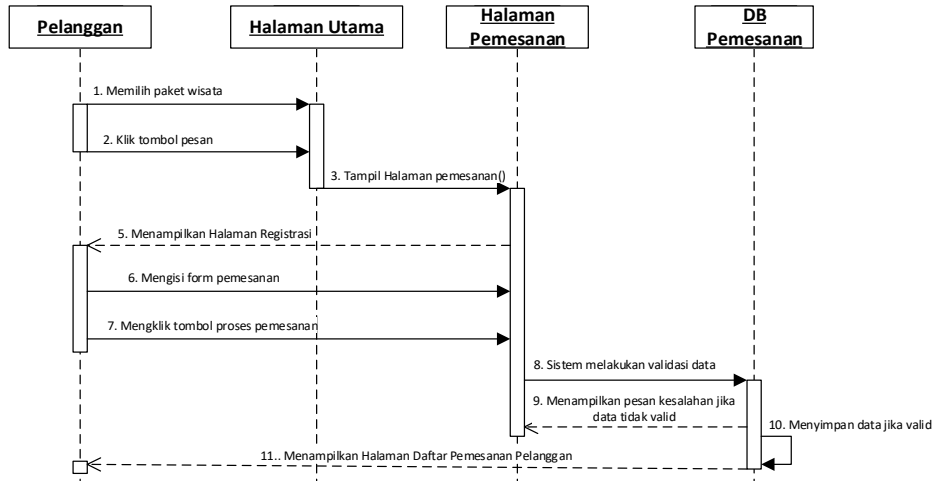 Pelanggan
Halaman Utama
Halaman
Pemesanan
DB
Pemesanan
1. Memilih paket wisata
2. Klik tombol pesan
3. Tampil Halaman pemesanan()
5. Menampilkan Halaman Registrasi
6. Mengisi form pemesanan
7. Mengklik tombol proses pemesanan
8. Sistem melakukan validasi data
9. Menampilkan pesan kesalahan jika
data tidak valid
10. Menyimpan data jika valid
11.. Menampilkan Halaman Daftar Pemesanan Pelanggan